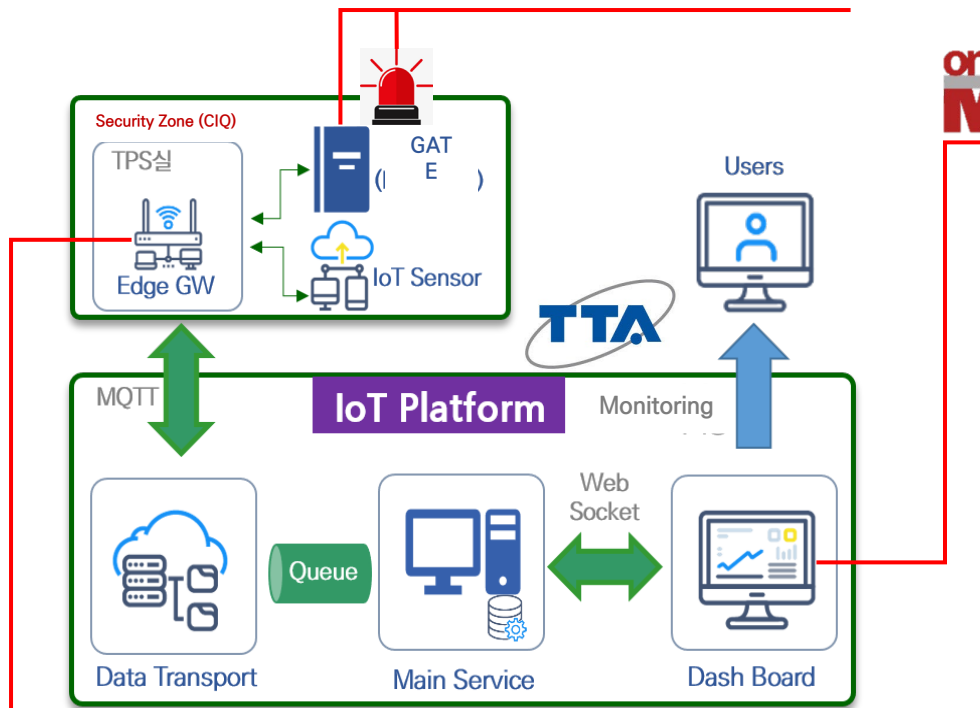 Security Zone (CIQ)
TPS실
GAT
E
( )
Edge GW
IoT Sensor
Users
TTA
MQTT
IoT Platform
Monitoring
Web
Socket
Queue
Data Transport
Main Service
Dash Board